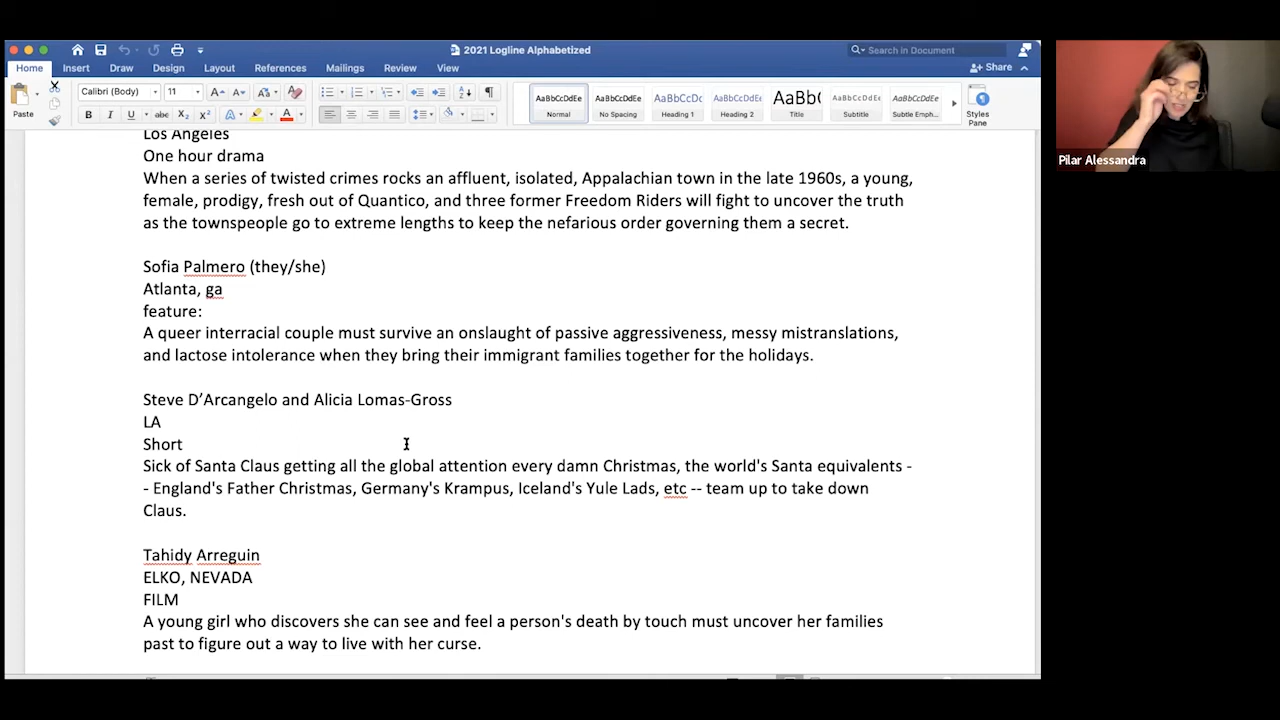 2021 Logline Alphabetized
Search in Document
Home Insert Draw Design Layout References Mailings Review View
Share
Paste
Calibri (Body) 11
AaBbCcDdEe AaBbCcDdEe AaBbCcDc AaBbCcDdEe AaBb( AaBbCcDdEe AaBbCcDdEe
Normal No Spacing Heading 1 Heading 2 Title Subtitle Subtle Emph...
Styles
Pane
Los Angeles
One hour drama
When a series of twisted crimes rocks an affluent, isolated, Appalachian town in the late 1960s, a young,
female, prodigy, fresh out of Quantico, and three former Freedom Riders will fight to uncover the truth
as the townspeople go to extreme lengths to keep the nefarious order governing them a secret.
Sofia Palmero (they/she)
Atlanta, ga
feature:
A queer interracial couple must survive an onslaught of passive aggressiveness, messy mistranslations,
and lactose intolerance when they bring their immigrant families together for the holidays.
Steve D’Arcangelo and Alicia Lomas-Gross
LA
Short
Sick of Santa Claus getting all the global attention every damn Christmas, the world's Santa equivalents -
- England's Father Christmas, Germany's Krampus, Iceland's Yule Lads, etc -- team up to take down
Claus.
Tahidy Arreguin
ELKO, NEVADA
FILM
A young girl who discovers she can see and feel a person's death by touch must uncover her families
past to figure out a way to live with her curse.
Pilar Alessandra